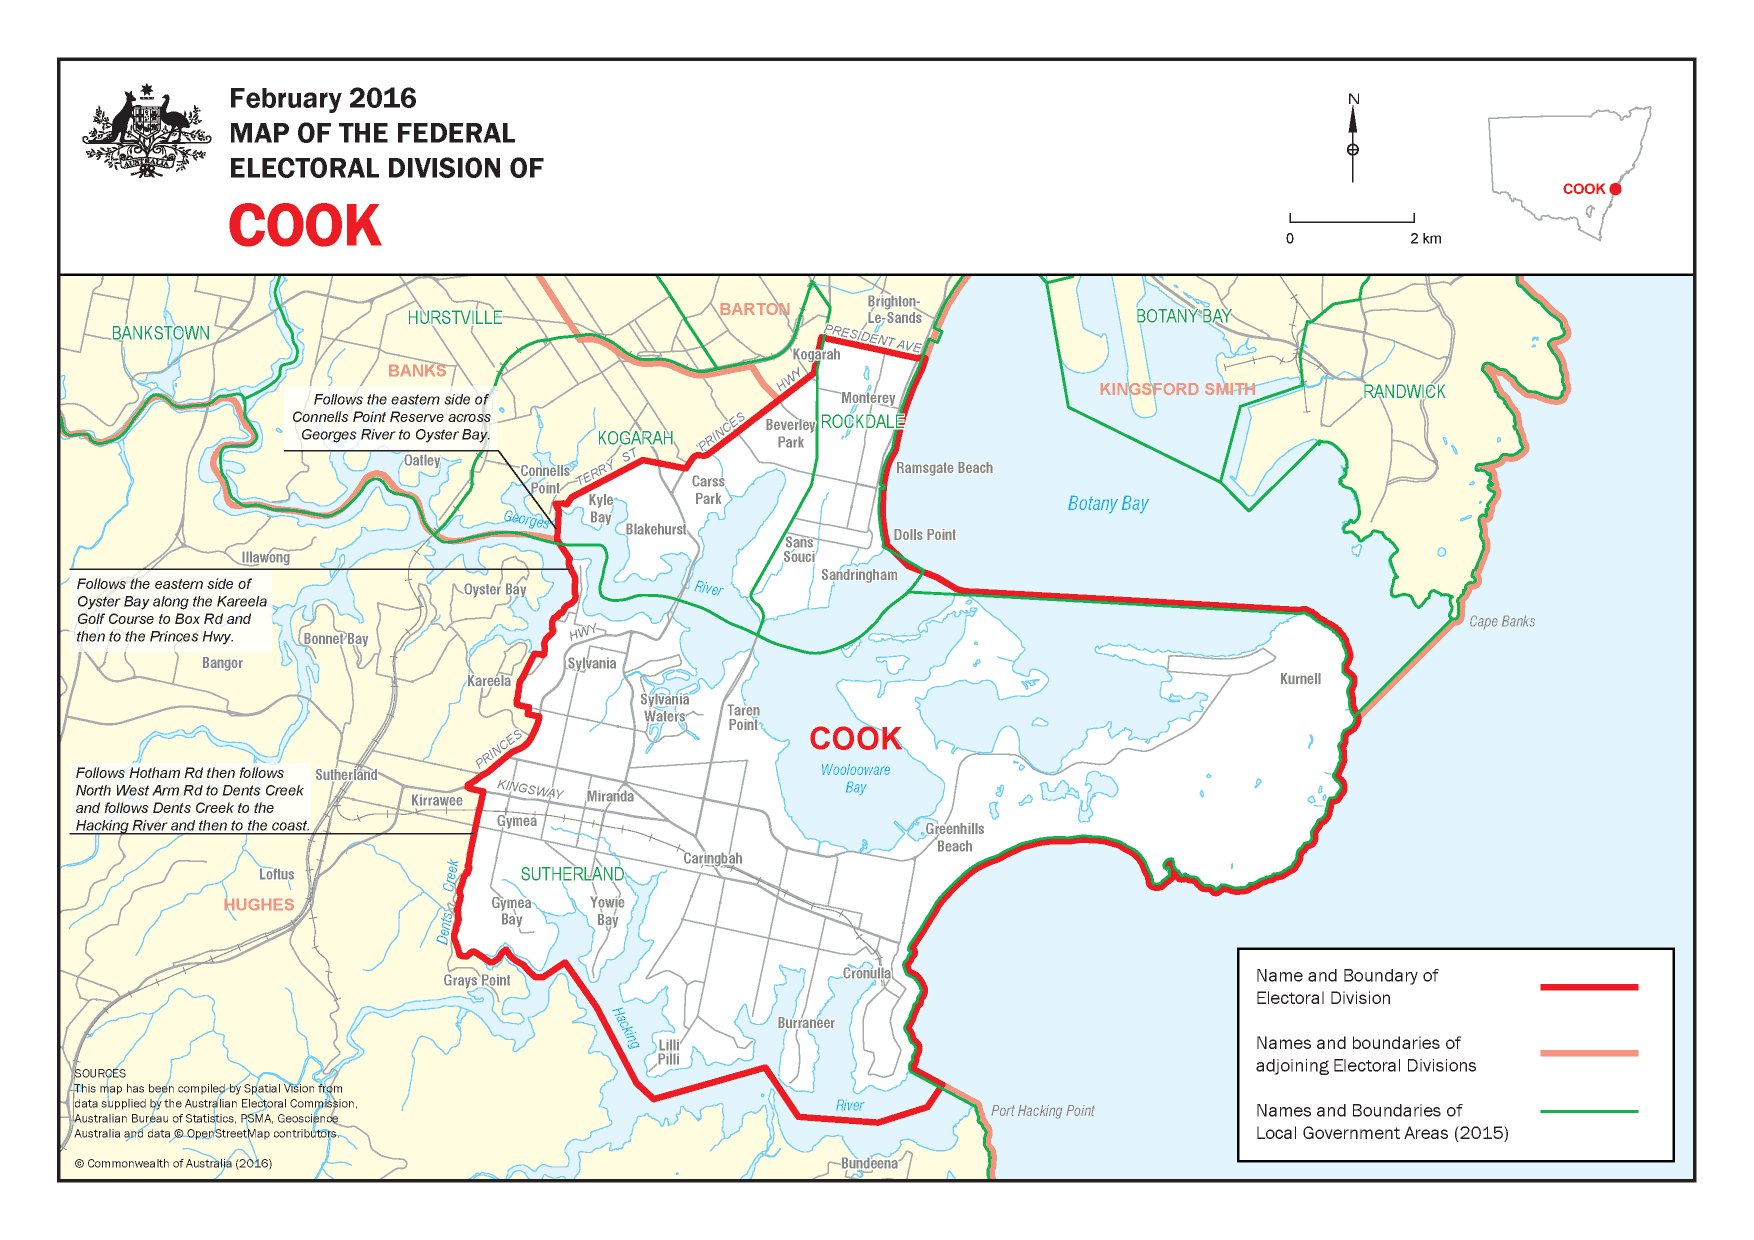 February 2016
MAP OF THE FEDERAL
ELECTORAL DIVISION OF
COOK
AUSTRALIA
N
0 2 km
COOK
BANKSTOWN
HURSTVILLE
BARTON
Brighton-
Le-Sands
BOTANY BAY
PRESIDENT AVE
Kogarah
BANKS
HWY
KINGSFORD SMITH
RANDWICK
Follows the eastern side of
Connells Point Reserve across
Georges River to Oyster Bay.
Monterey
PRINCES
Beverley
Park
ROCKDALE
KOGARAH
TERRY ST
Oatley
Connells
Point
Ramsgate Beach
Carss
Park
Kyle
Bay
Botany Bay
Georges
Blakehurst
Dolls Point
Sans
Souci
Illawong
Sandringham
Follows the eastern side of
Oyster Bay along the Kareela
Golf Course to Box Rd and
then to the Princes Hwy.
Oyster Bay
River
Cape Banks
Bonnet Bay
HWY
Bangor
Sylvania
Kareela
Kurnell
Sylvania
Waters
Taren
Point
COOK
PRINCES
Woolooware
Bay
Follows Hotham Rd then follows
North West Arm Rd to Dents Creek
and follows Dents Creek to the
Hacking River and then to the coast.
Sutherland
Kirrawee
KINGSWAY
Miranda
Gymea
Greenhills
Beach
Caringbah
Loftus
SUTHERLAND
HUGHES
Dents Creek
Gymea
Bay
Yowie
Bay
Grays Point
Cronulla
Hacking
Burraneer
Lilli
Pilli
River
Port Hacking Point
Bundeena
Name and Boundary of
Electoral Division
Names and boundaries of
adjoining Electoral Divisions
Names and Boundaries of
Local Government Areas (2015)
SOURCES
This map has been compiled by Spatial Vision from
data supplied by the Australian Electoral Commission,
Australian Bureau of Statistics, PSMA, Geoscience
Australia and data © OpenStreetMap contributors.
© Commonwealth of Australia (2016)